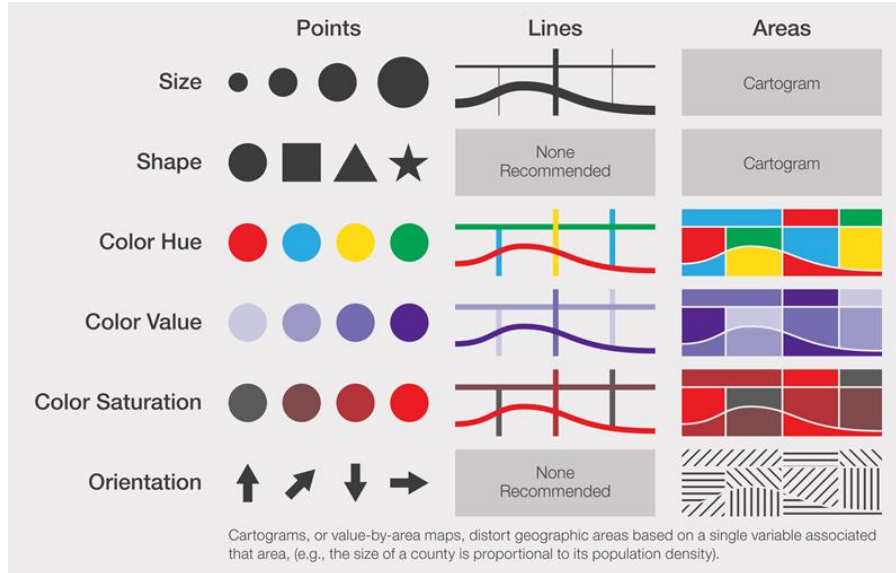 Points
Lines
Areas
Size
Cartogram
Shape
None
Recommended
Cartogram
Color Hue
Color Value
Color Saturation
Orientation
None
Recommended
Cartograms, or value-by-area maps, distort geographic areas based on a single variable associated
that area, (e.g., the size of a county is proportional to its population density).